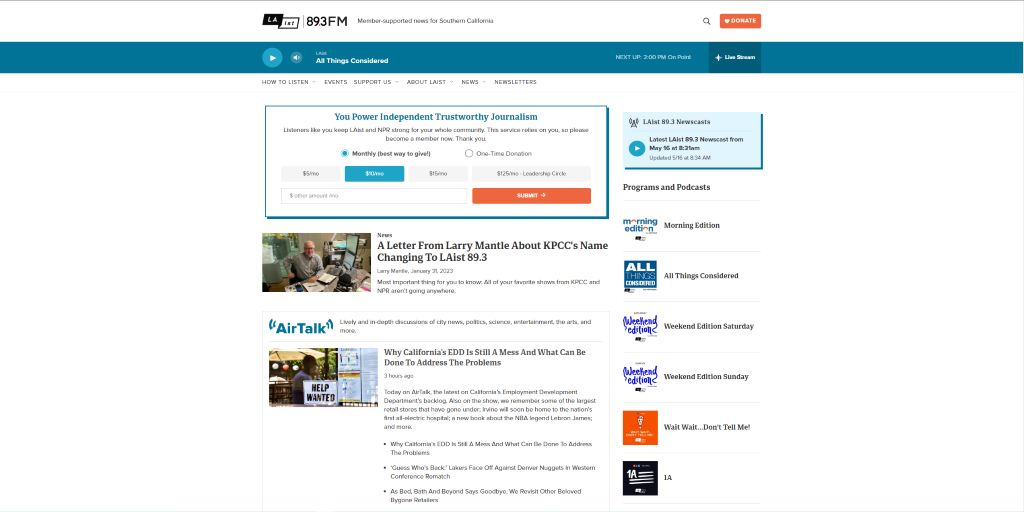 LA ist 89.3FM
Member-supported news for Southern California
DONATE
LAist
All Things Considered
NEXT UP: 2:00 PM On Point
Live Stream
HOW TO LISTEN
EVENTS
SUPPORT US
ABOUT LAIST
NEWS
NEWSLETTERS
You Power Independent Trustworthy Journalism
Listeners like you keep LAist and NPR strong for your whole community. This service relies on you, so please
become a member now. Thank you.
Monthly (best way to give!)
One-Time Donation
$5/mo
$10/mo
$15/mo
$125/mo - Leadership Circle
$ other amount /mo
SUBMIT
News
A Letter From Larry Mantle About KPCC's Name
Changing To LAist 89.3
Larry Mantle, January 31, 2023
Most important thing for you to know: All of your favorite shows from KPCC and
NPR aren't going anywhere.
AirTalk
Lively and in-depth discussions of city news, politics, science, entertainment, the arts, and
more.
HELP
WANTED
Why California's EDD Is Still A Mess And What Can Be
Done To Address The Problems
3 hours ago
Today on AirTalk, the latest on California's Employment Development
Department's backlog. Also on the show, we remember some of the largest
retail stores that have gone under; Irvine will soon be home to the nation's
first all-electric hospital; a new book about the NBA legend Lebron James;
and more.
Why California's EDD Is Still A Mess And What Can Be Done To Address
The Problems
'Guess Who's Back:' Lakers Face Off Against Denver Nuggets In Western
Conference Rematch
As Bed, Bath And Beyond Says Goodbye, We Revisit Other Beloved
Bygone Retailers
LAist 89.3 Newscasts
Latest LAist 89.3 Newscast from
May 16 at 8:31am
Updated 5/16 at 8:34 AM
Programs and Podcasts
morning
edition
Morning Edition
ALL
THINGS
CONSIDERED
All Things Considered
Weekend
edition
Weekend Edition Saturday
Weekend
edition
Weekend Edition Sunday
WAIT WAIT...
DON'T TELL ME!
Wait Wait...Don't Tell Me!
1A
1A